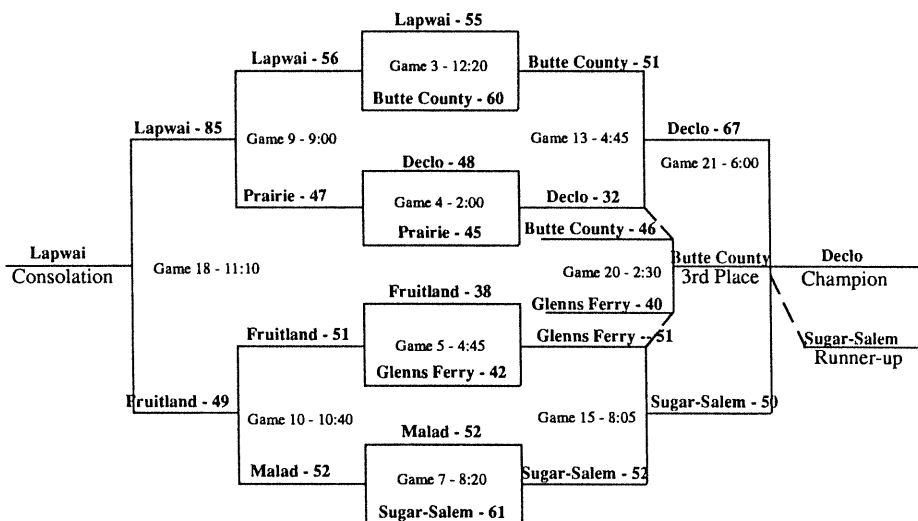 Lapwai - 55
Lapwai - 56
Game 3 - 12:20
Butte County - 51
Butte County - 60
Lapwai - 85
Game 9 - 9:00
Game 13 - 4:45
Declo - 67
Declo - 48
Game 21 - 6:00
Prairie - 47
Game 4 - 2:00
Declo - 32
Prairie - 45
Butte County - 46
Lapwai
Consolation
Game 18 - 11:10
Game 20 - 2:30
Butte County
3rd Place
Declo
Champion
Fruitland - 38
Glenns Ferry - 40
Fruitland - 51
Game 5 - 4:45
Glenns Ferry -- 51
Sugar-Salem
Runner-up
Glenns Ferry - 42
Fruitland - 49
Game 10 - 10:40
Game 15 - 8:05
Sugar-Salem - 50
Malad - 52
Malad - 52
Game 7 - 8:20
Sugar-Salem - 52
Sugar-Salem - 61